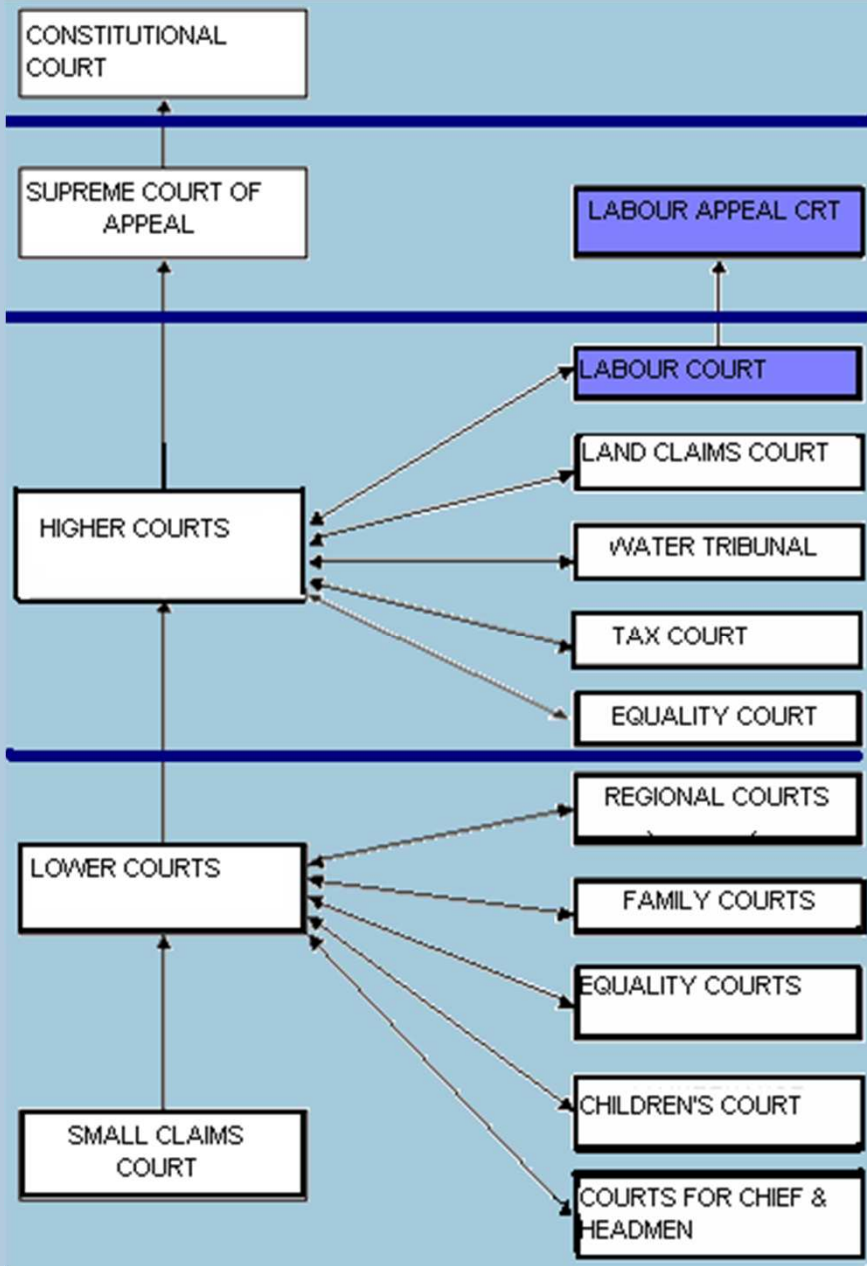 CONSTITUTIONAL
COURT
SUPREME COURT OF
APPEAL
LABOUR APPEAL CRT
LABOUR COURT
LAND CLAIMS COURT
HIGHER COURTS
WATER TRIBUNAL
TAX COURT
EQUALITY COURT
REGIONAL COURTS
LOWER COURTS
FAMILY COURTS
EQUALITY COURTS
CHILDREN'S COURT
SMALL CLAIMS
COURT
COURTS FOR CHIEF &
HEADMEN